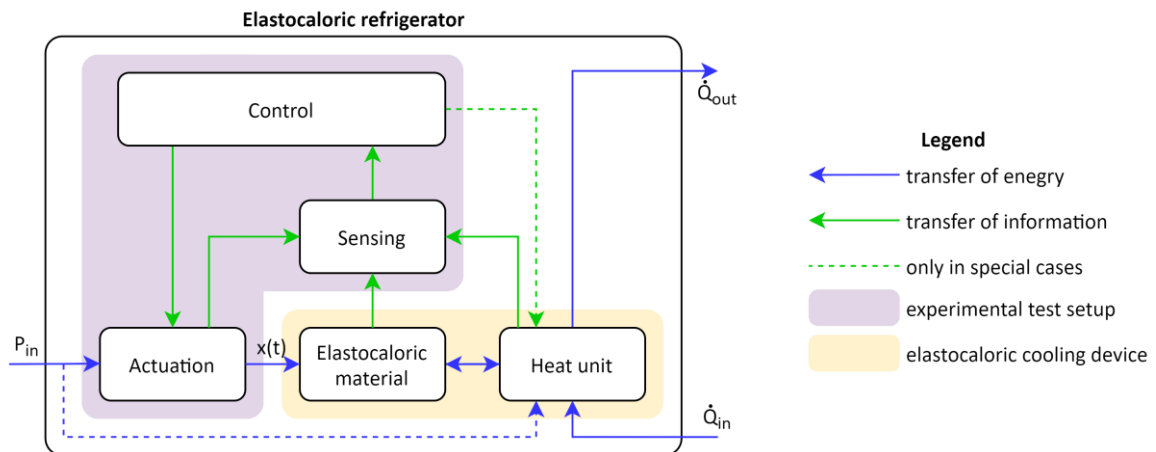 Elastocaloric refrigerator
Control
Q̇out
Legend
transfer of enegry
transfer of information
Sensing
only in special cases
experimental test setup
Pin
x(t)
Actuation
Elastocaloric
material
Heat unit
elastocaloric cooling device
Q̇in